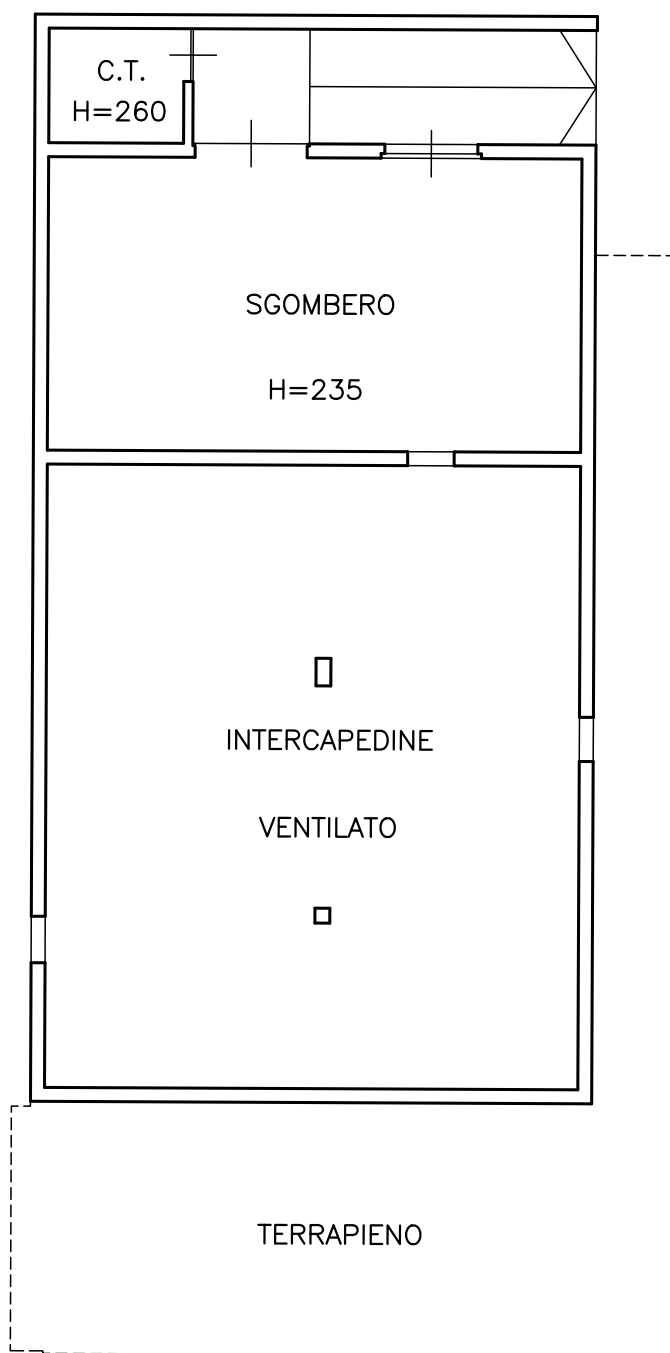 C.T.
H=260
SGOMBERO
H=235
INTERCAPEDINE
VENTILATO
TERRAPIENO